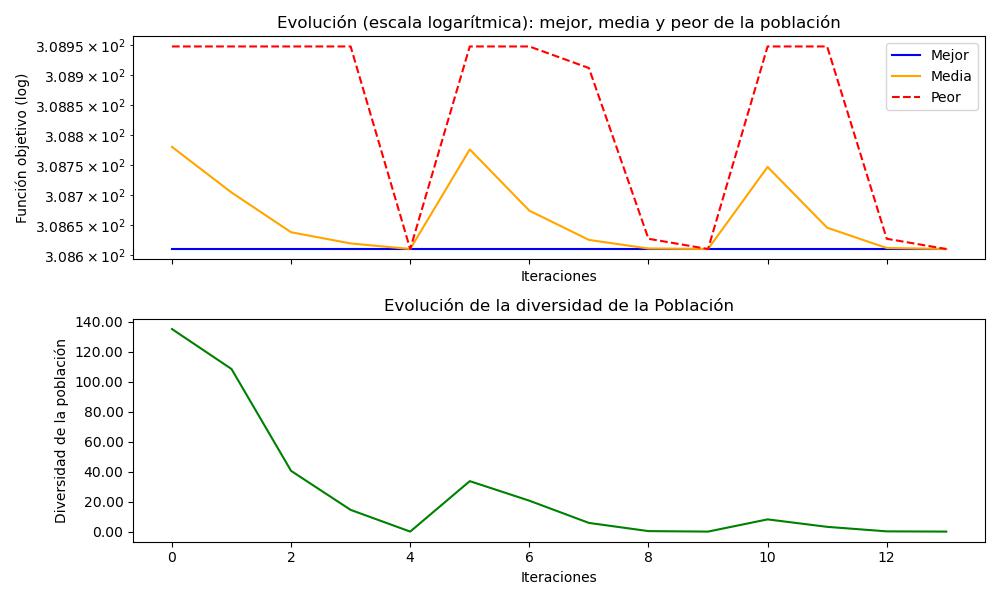 Evolución (escala logarítmica): mejor, media y peor de la población
Función objetivo (log)
3.0895 × 10²
3.089 × 10²
3.0885 × 10²
3.088 × 10²
3.0875 × 10²
3.087 × 10²
3.0865 × 10²
3.086 × 10²
Mejor
Media
Peor
Iteraciones
Evolución de la diversidad de la Población
Diversidad de la población
140.00
120.00
100.00
80.00
60.00
40.00
20.00
0.00
0 2 4 6 8 10 12
Iteraciones